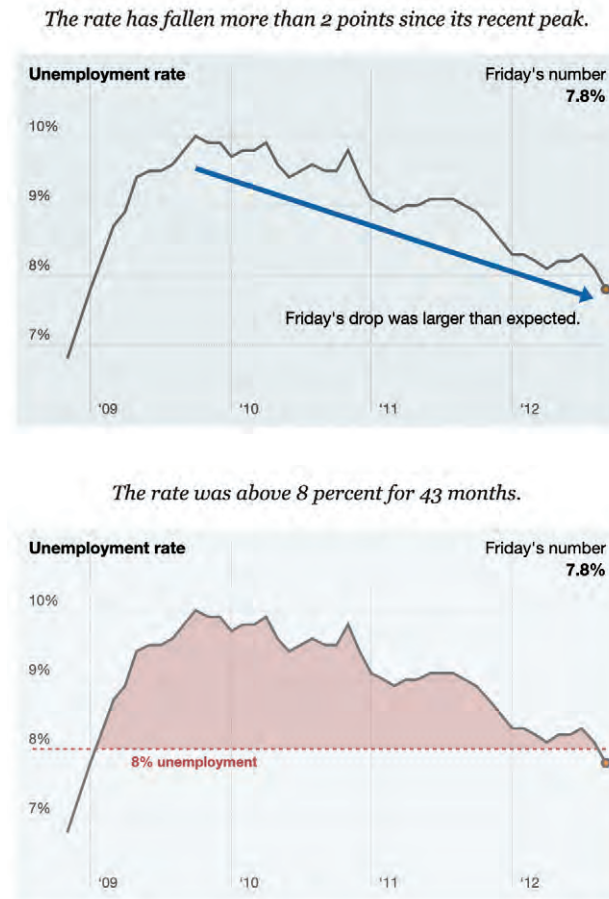 The rate has fallen more than 2 points since its recent peak.
Unemployment rate
Friday's number
7.8%
10%
9%
8%
7%
Friday's drop was larger than expected.
'09
'10
'11
'12
The rate was above 8 percent for 43 months.
Unemployment rate
Friday's number
7.8%
10%
9%
8%
8% unemployment
7%
'09
'10
'11
'12